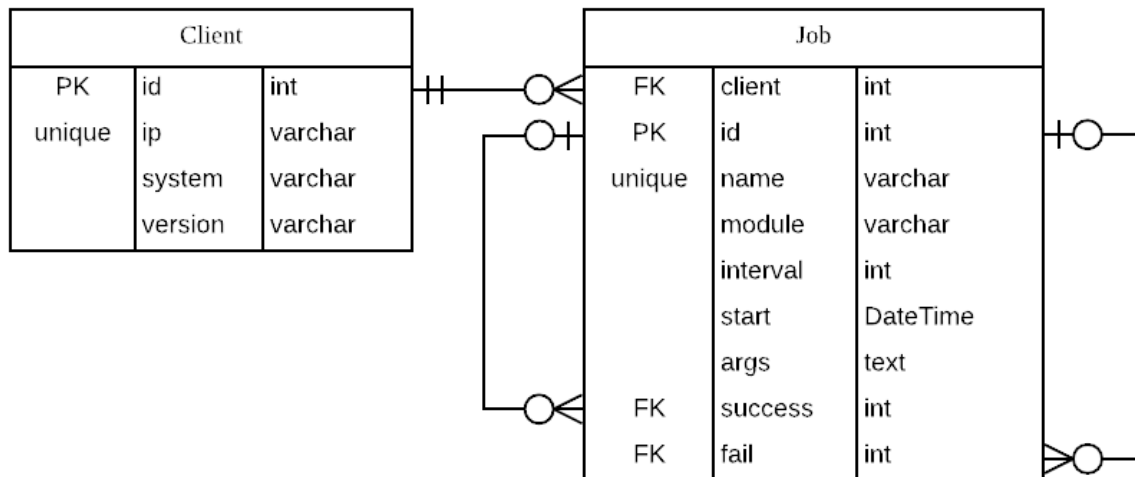 Client
PK id int
unique ip varchar
system varchar
version varchar
Job
FK client int
PK id int
unique name varchar
module varchar
interval int
start DateTime
args text
FK success int
FK fail int